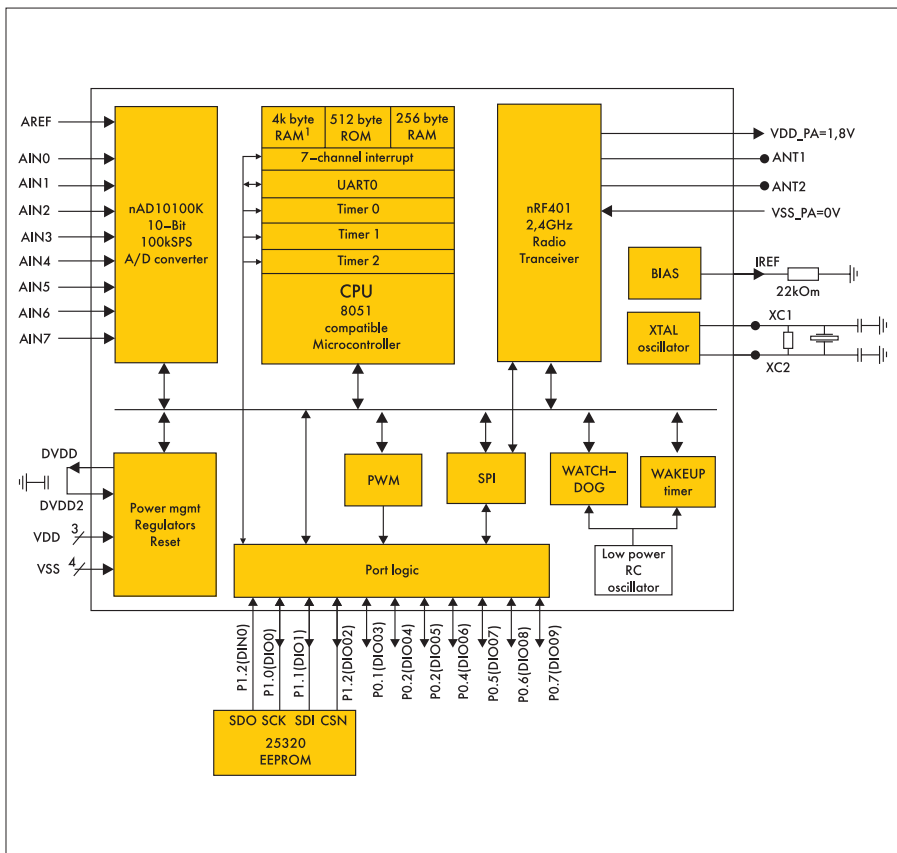 AREF
AIN0
AIN1
AIN2
AIN3
AIN4
AIN5
AIN6
AIN7
nAD10100K
10-Bit
100kSPS
A/D converter
4k byte
RAM1
512 byte
ROM
256 byte
RAM
7-channel interrupt
UART0
Timer 0
Timer 1
Timer 2
CPU
8051
compatible
Microcontroller
nRF401
2,4GHz
Radio
Tranceiver
VDD_PA=1,8V
ANT1
ANT2
VSS_PA=0V
BIAS
IREF
22kOm
XTAL
oscillator
XC1
XC2
DVDD
DVDD2
VDD
3
VSS
4
Power mgmt
Regulators
Reset
PWM
SPI
WATCH-
DOG
WAKEUP
timer
Low power
RC
oscillator
Port logic
P1.2(DIN0)
P1.0(DIO0)
P1.1(DIO1)
P1.2(DIO02)
P0.1(DIO03)
P0.2(DIO04)
P0.2(DIO05)
P0.4(DIO06)
P0.5(DIO07)
P0.6(DIO08)
P0.7(DIO09)
SDO SCK SDI CSN
25320
EEPROM